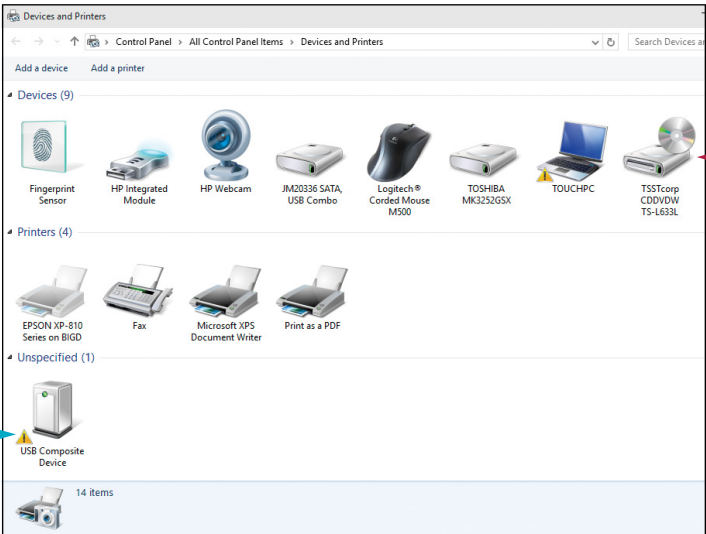 Devices and Printers
Control Panel > All Control Panel Items > Devices and Printers
Search Devices
Add a device Add a printer
Devices (9)
Fingerprint
Sensor
HP Integrated
Module
HP Webcam
JM20336 SATA,
USB Combo
Logitech®
Corded Mouse
M500
TOSHIBA
MK3252GSX
TOUCHPC
TSSTcorp
CDDVDW
TS-L633L
Printers (4)
EPSON XP-810
Series on BIGD
Fax
Microsoft XPS
Document Writer
Print as a PDF
Unspecified (1)
USB Composite
Device
14 items